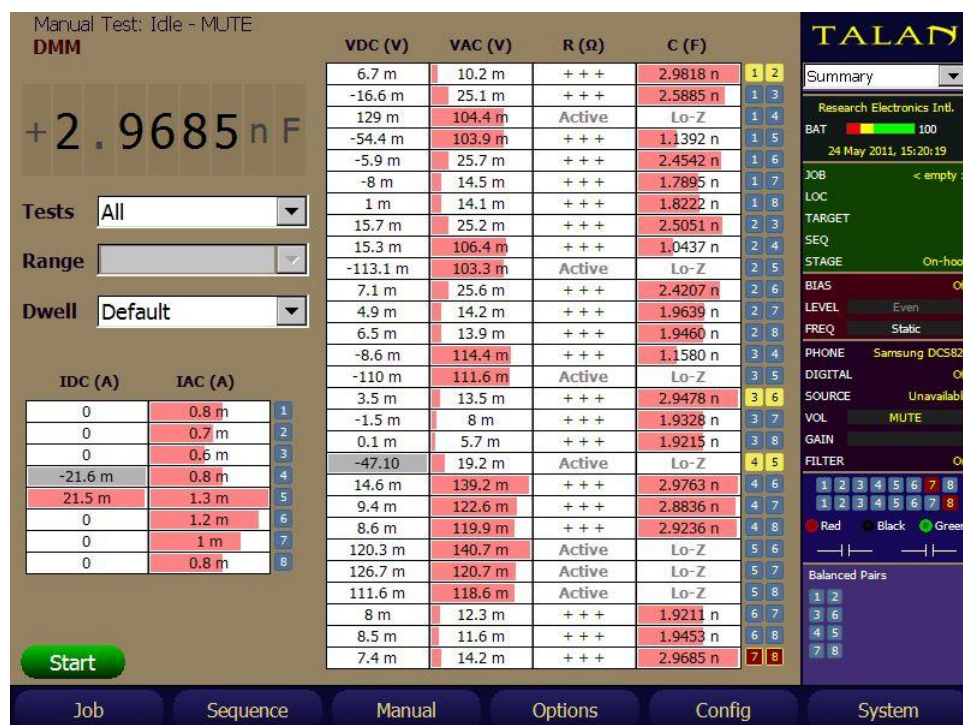 Manual Test: Idle - MUTE
DMM
+2.9685 n F
Tests All
Range
Dwell Default
IDC (A) IAC (A)
0 0.8 m 1
0 0.7 m 2
0 0.6 m 3
-21.6 m 0.8 m 4
21.5 m 1.3 m 5
0 1.2 m 6
0 1 m 7
0 0.8 m 8
Start
VDC (V) VAC (V) R (Ω) C (F)
6.7 m 10.2 m + + + 2.9818 n 1 2
-16.6 m 25.1 m + + + 2.5885 n 1 3
129 m 104.4 m Active Lo-Z 1 4
-54.4 m 103.9 m + + + 1.1392 n 1 5
-5.9 m 25.7 m + + + 2.4542 n 1 6
-8 m 14.5 m + + + 1.7895 n 1 7
1 m 14.1 m + + + 1.8222 n 1 8
15.7 m 25.2 m + + + 2.5051 n 2 3
15.3 m 106.4 m + + + 1.0437 n 2 4
-113.1 m 103.3 m Active Lo-Z 2 5
7.1 m 25.6 m + + + 2.4207 n 2 6
4.9 m 14.2 m + + + 1.9639 n 2 7
6.5 m 13.9 m + + + 1.9460 n 2 8
-8.6 m 114.4 m + + + 1.1580 n 3 4
-110 m 111.6 m Active Lo-Z 3 5
3.5 m 13.5 m + + + 2.9478 n 3 6
-1.5 m 8 m + + + 1.9328 n 3 7
0.1 m 5.7 m + + + 1.9215 n 3 8
-47.10 19.2 m Active Lo-Z 4 5
14.6 m 139.2 m + + + 2.9763 n 4 6
9.4 m 122.6 m + + + 2.8836 n 4 7
8.6 m 119.9 m + + + 2.9236 n 4 8
120.3 m 140.7 m Active Lo-Z 5 6
126.7 m 120.7 m Active Lo-Z 5 7
111.6 m 118.6 m Active Lo-Z 5 8
8 m 12.3 m + + + 1.9211 n 6 7
8.5 m 11.6 m + + + 1.9453 n 6 8
7.4 m 14.2 m + + + 2.9685 n 7 8
TALAN
Summary
Research Electronics Intl.
BAT 100
24 May 2011, 15:20:19
JOB < empty
LOC
TARGET
SEQ
STAGE On-hoo
BIAS O
LEVEL Even
FREQ Static
PHONE Samsung DCS82
DIGITAL O
SOURCE Unavailabl
VOL MUTE
GAIN
FILTER O
1 2 3 4 5 6 7 8
1 2 3 4 5 6 7 8
Red Black Green
Balanced Pairs
1 2
3 6
4 5
7 8
Job Sequence Manual Options Config System